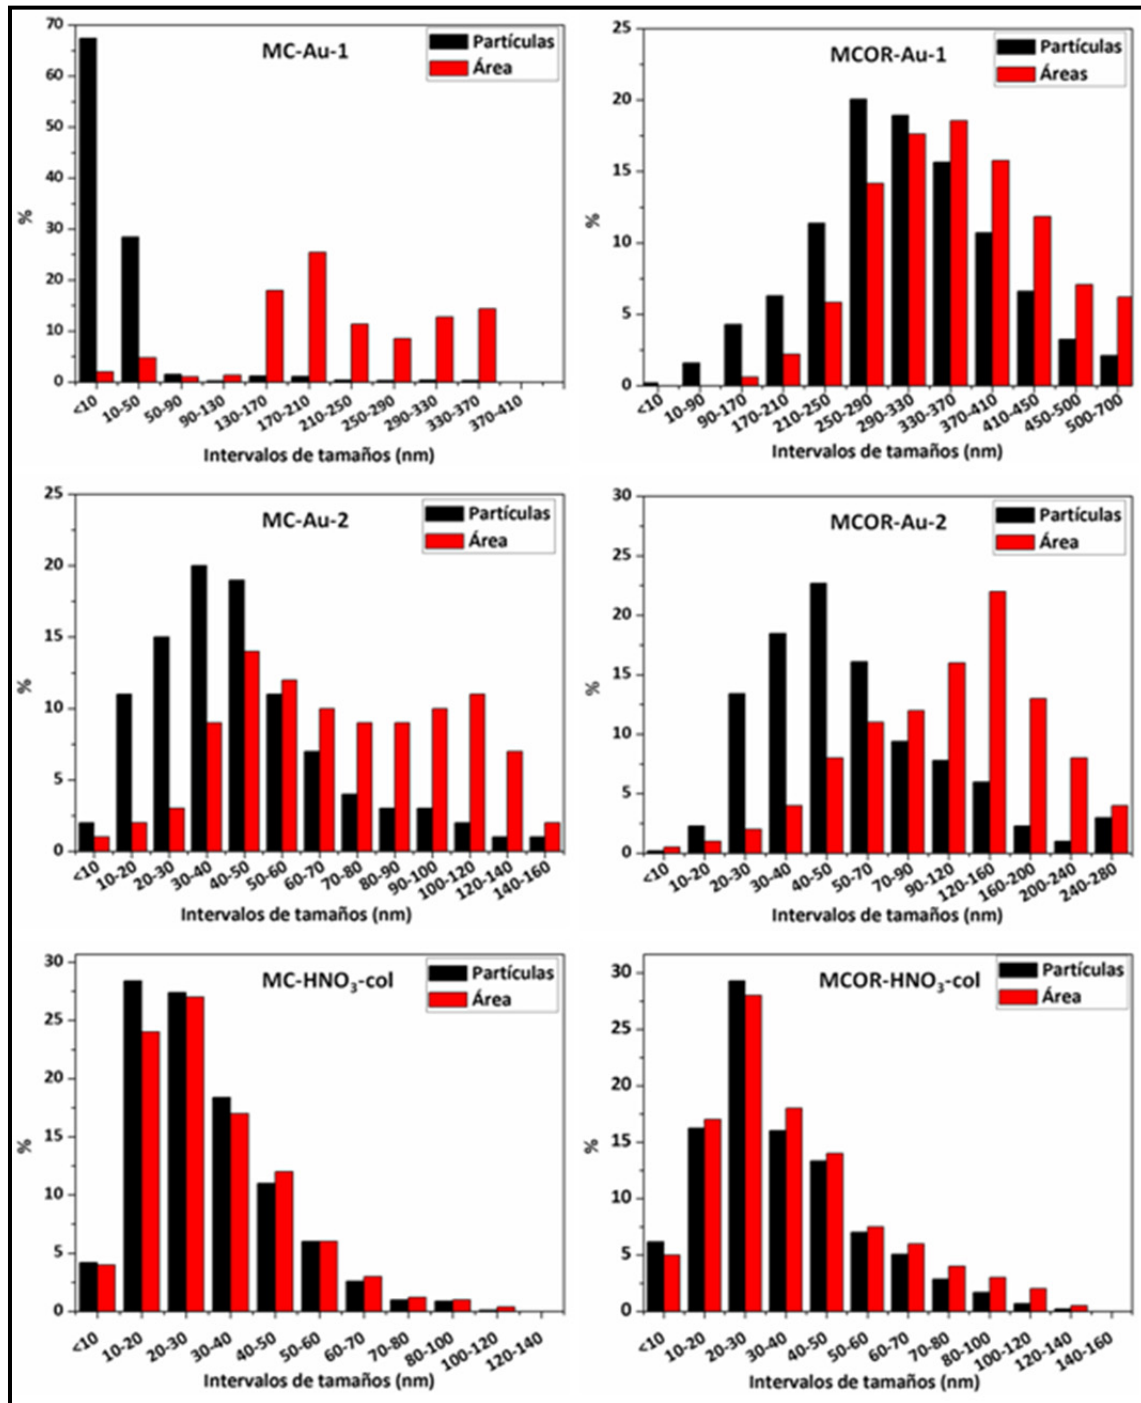 MC-Au-1
Partículas
Área
%
70
60
50
40
30
20
10
0
<10 10-50 50-90 90-130 130-170 170-210 210-250 250-290 290-330 330-370 370-410
Intervalos de tamaños (nm)
MCOR-Au-1
Partículas
Áreas
%
25
20
15
10
5
0
<10 10-90 90-170 170-210 210-250 250-290 290-330 330-370 370-410 410-450 450-500 500-700
Intervalos de tamaños (nm)
MC-Au-2
Partículas
Área
%
25
20
15
10
5
0
<10 10-20 20-30 30-40 40-50 50-60 60-70 70-80 80-90 90-100 100-120 120-140 140-160
Intervalos de tamaños (nm)
MCOR-Au-2
Partículas
Área
%
30
25
20
15
10
5
0
<10 10-20 20-30 30-40 40-50 50-70 70-90 90-120 120-160 160-200 200-240 240-280
Intervalos de tamaños (nm)
MC-HNO₃-col
Partículas
Área
%
30
25
20
15
10
5
0
<10 10-20 20-30 30-40 40-50 50-60 60-70 70-80 80-100 100-120 120-140
Intervalos de tamaños (nm)
MCOR-HNO₃-col
Partículas
Área
%
30
25
20
15
10
5
0
<10 10-20 20-30 30-40 40-50 50-60 60-70 70-80 80-100 100-120 120-140 140-160
Intervalos de tamaños (nm)